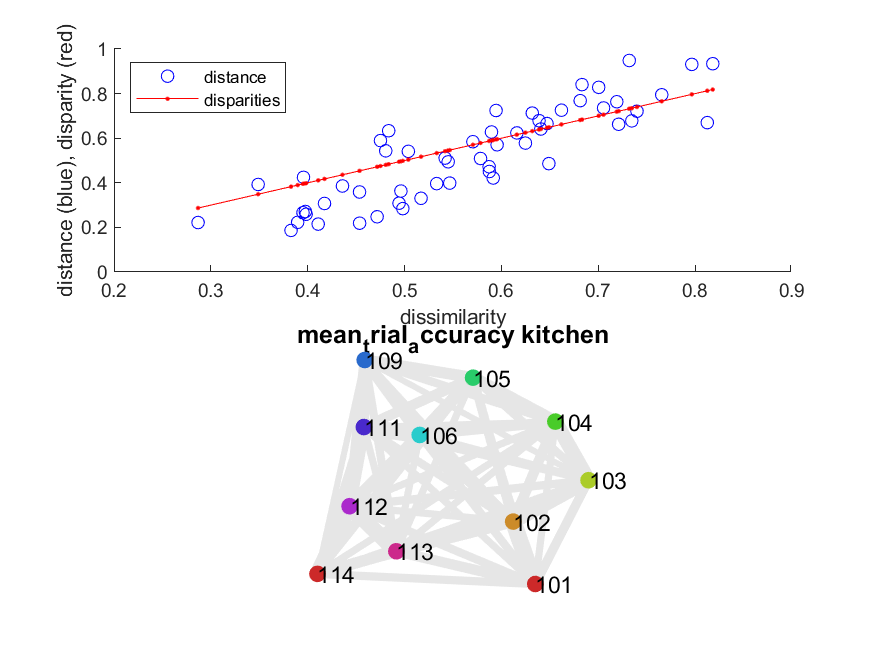 distance (blue), disparity (red)
1
0.8
0.6
0.4
0.2
0
distance
disparities
0.2 0.3 0.4 0.5 0.6 0.7 0.8 0.9
dissimilarity
mean_trial_accuracy kitchen
109
105
104
111
106
103
112
102
113
114
101